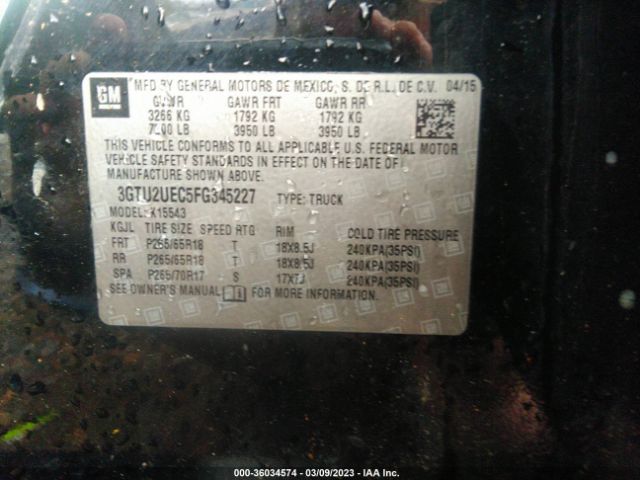 GM
MFD BY GENERAL MOTORS DE MEXICO, S. DE R.L. DE C.V. 04/15
GVWR GAWR FRT GAWR RR
3266 KG 1792 KG 1792 KG
7200 LB 3950 LB 3950 LB
THIS VEHICLE CONFORMS TO ALL APPLICABLE U.S. FEDERAL MOTOR
VEHICLE SAFETY STANDARDS IN EFFECT ON THE DATE OF
MANUFACTURE SHOWN ABOVE.
3GTU2UEC5FG345227 TYPE: TRUCK
MODEL: K15543
KGJL TIRE SIZE SPEED RTG RIM COLD TIRE PRESSURE
FRT P265/65R18 T 18X8.5J 240KPA(35PSI)
RR P265/65R18 T 18X8.5J 240KPA(35PSI)
SPA P265/70R17 S 17X7J 240KPA(35PSI)
SEE OWNER'S MANUAL FOR MORE INFORMATION.
000-36034574 — 03/09/2023 — IAA Inc.